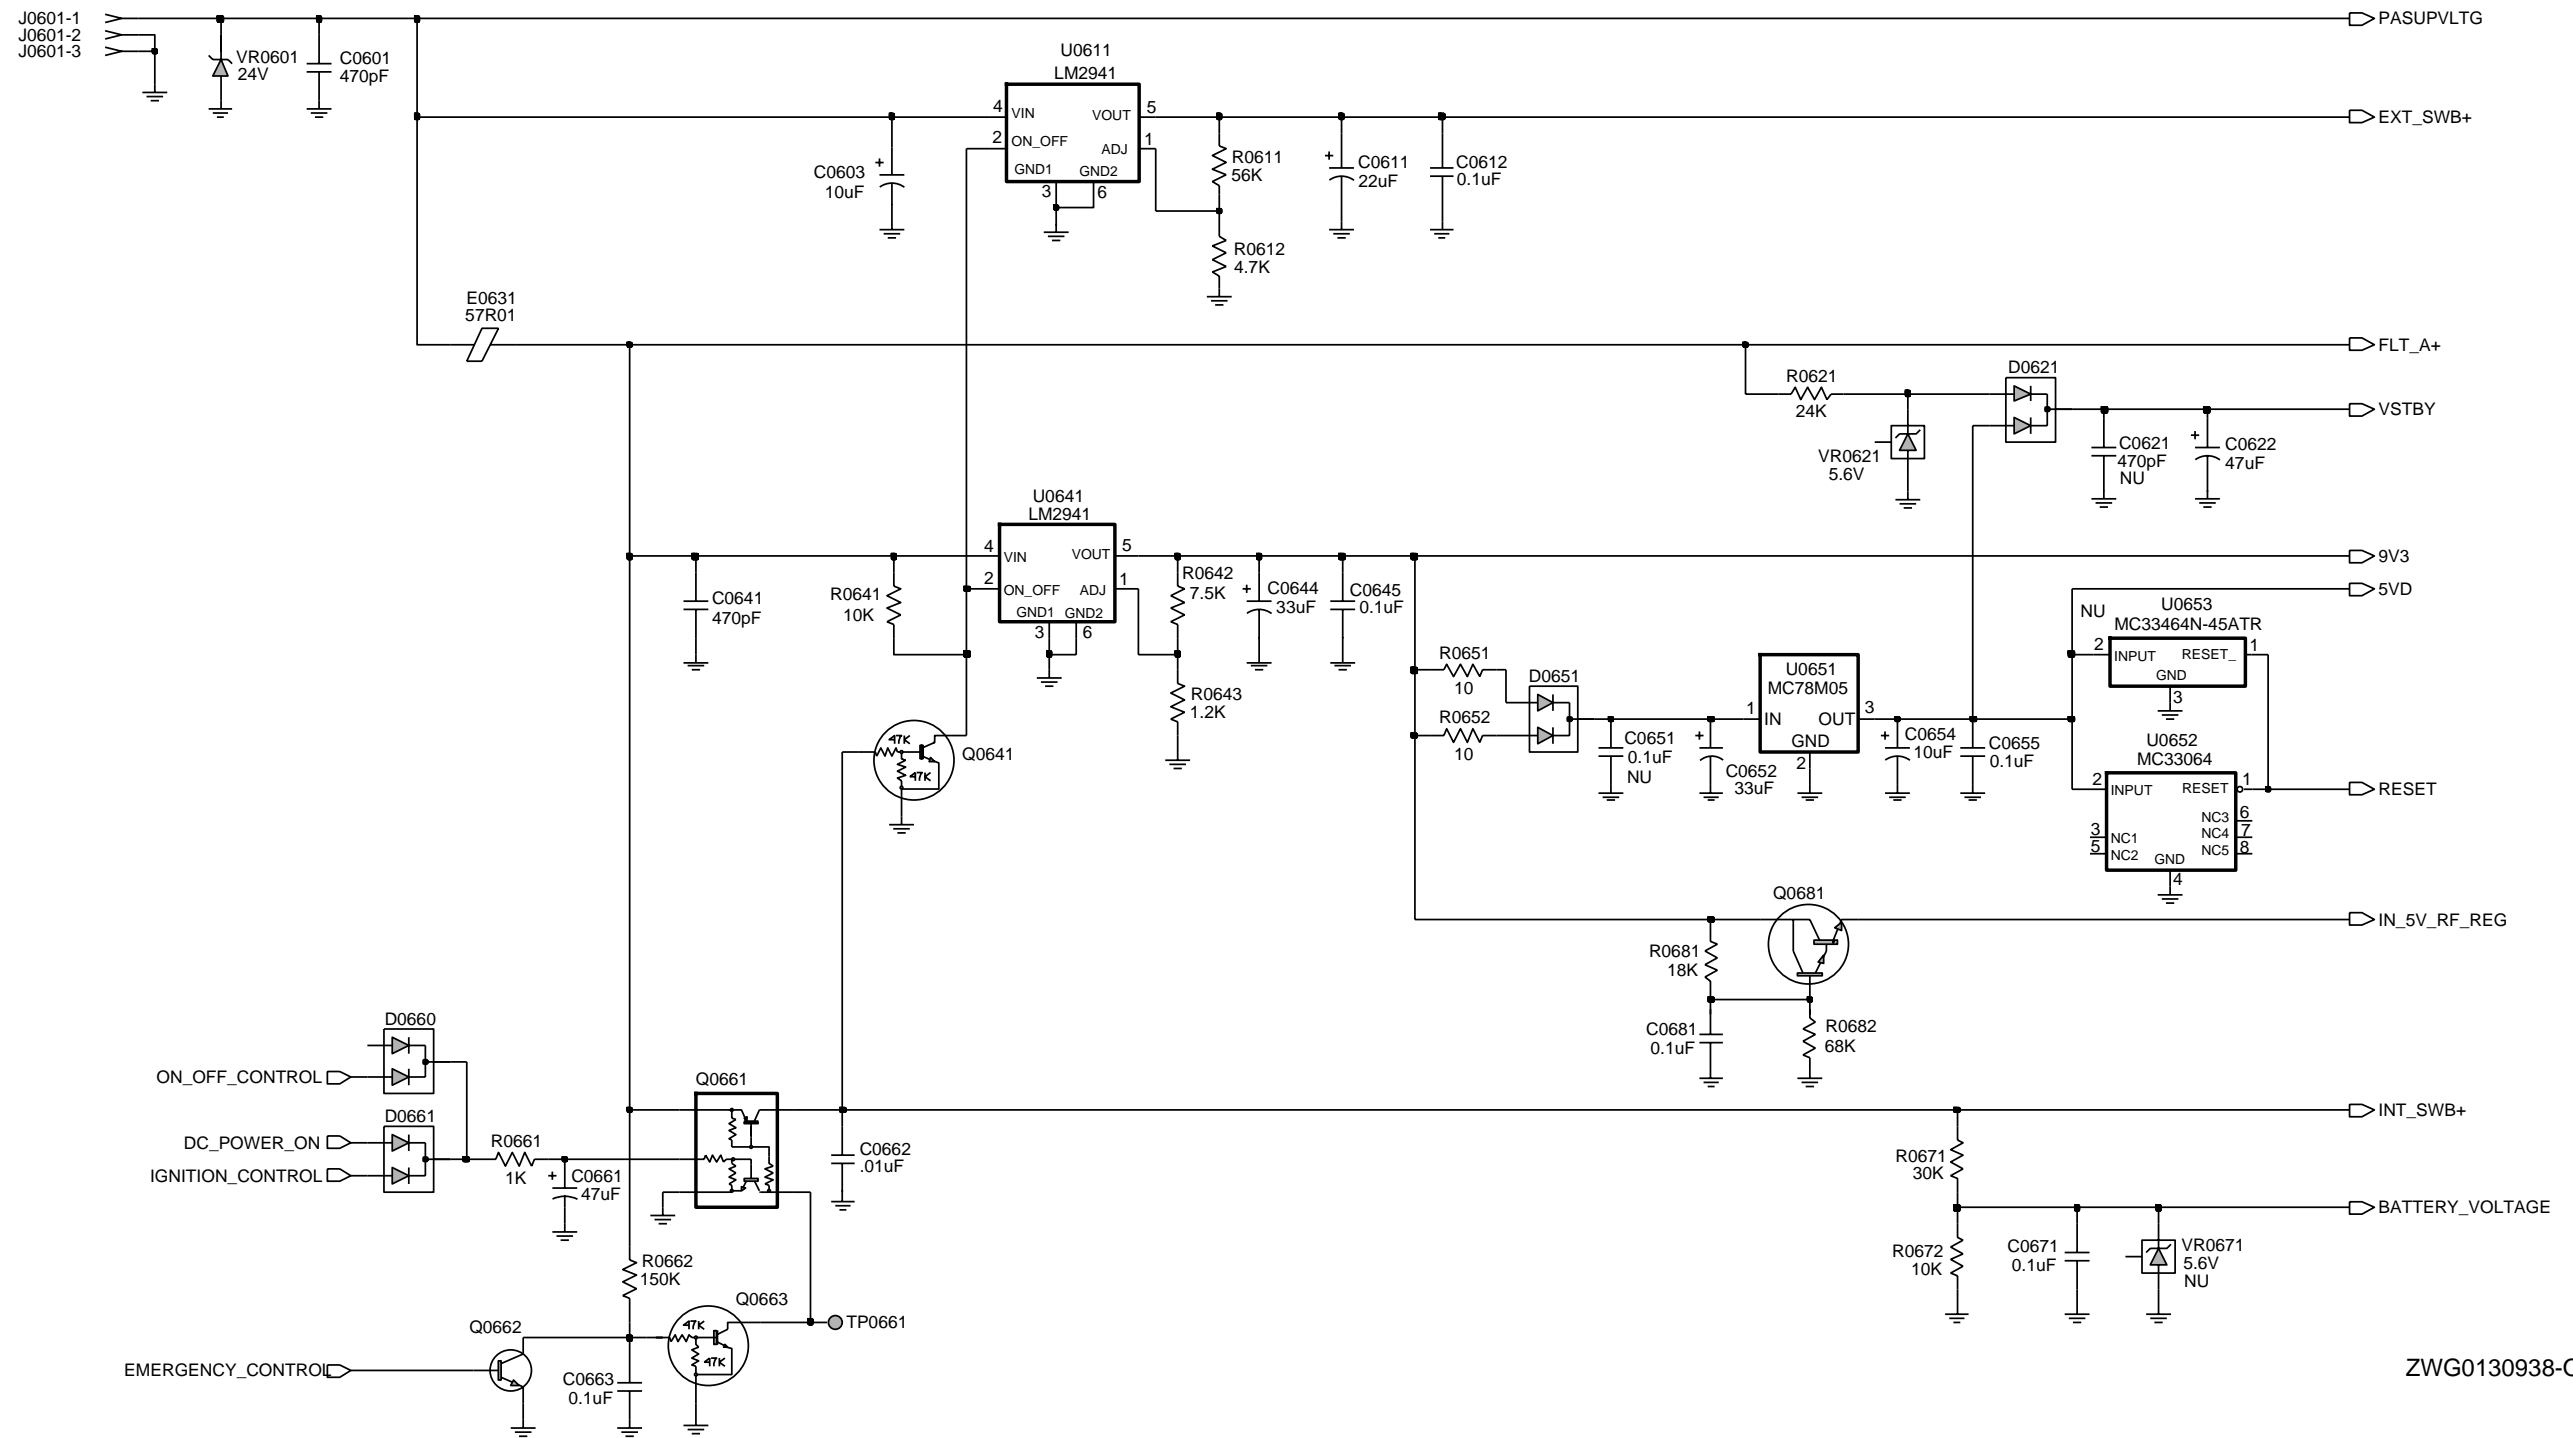 J0601-1
J0601-2
J0601-3
VR0601
24V
C0601
470pF
PASUPVLTG
U0611
LM2941
4
VIN
VOUT
5
EXT_SWB+
2
ON_OFF
ADJ
1
GND1
GND2
3
6
C0603
10uF
+
R0611
56K
+
C0611
22uF
C0612
0.1uF
R0612
4.7K
E0631
57R01
FLT_A+
R0621
24K
D0621
VSTBY
VR0621
5.6V
C0621
470pF
NU
+
C0622
47uF
U0641
LM2941
4
VIN
VOUT
5
9V3
2
ON_OFF
ADJ
1
GND1
GND2
3
6
C0641
470pF
R0641
10K
R0642
7.5K
+
C0644
33uF
C0645
0.1uF
R0643
1.2K
5VD
NU
U0653
MC33464N-45ATR
2
INPUT
RESET_
1
GND
3
R0651
10
D0651
R0652
10
C0651
0.1uF
NU
+
C0652
33uF
U0651
MC78M05
1
IN
OUT
3
GND
2
+
C0654
10uF
C0655
0.1uF
U0652
MC33064
2
INPUT
RESET
1
RESET
NC3
6
3
NC1
NC4
7
5
NC2
NC5
8
GND
4
47K
47K
Q0641
Q0681
IN_5V_RF_REG
R0681
18K
C0681
0.1uF
R0682
68K
D0660
ON_OFF_CONTROL
D0661
DC_POWER_ON
IGNITION_CONTROL
R0661
1K
+
C0661
47uF
Q0661
C0662
.01uF
INT_SWB+
R0671
30K
BATTERY_VOLTAGE
R0672
10K
C0671
0.1uF
VR0671
5.6V
NU
R0662
150K
Q0663
47K
47K
TP0661
Q0662
EMERGENCY_CONTROL
C0663
0.1uF
ZWG0130938-